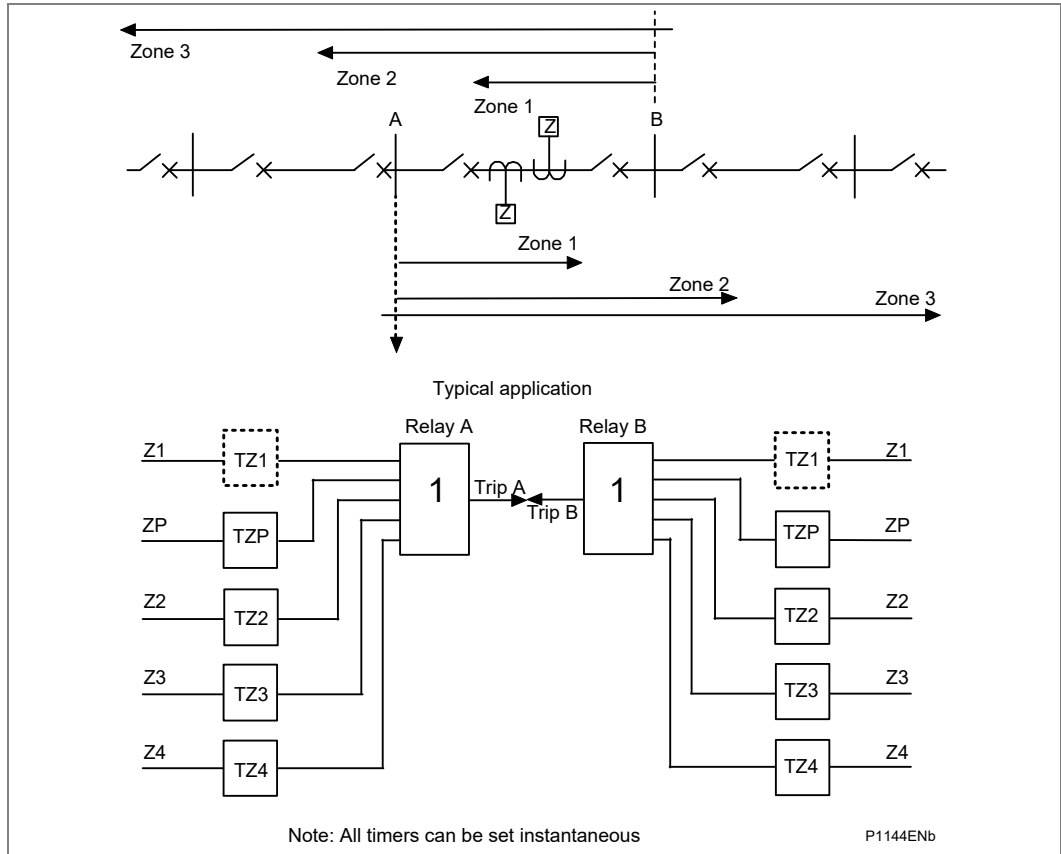 Zone 3
Zone 2
Zone 1
A
B
Z
Z
Zone 1
Zone 2
Zone 3
Typical application
Relay A
Relay B
Z1
TZ1
TZ1
Z1
1
1
Trip A
Trip B
ZP
TZP
TZP
ZP
Z2
TZ2
TZ2
Z2
Z3
TZ3
TZ3
Z3
Z4
TZ4
TZ4
Z4
Note: All timers can be set instantaneous
P1144ENb